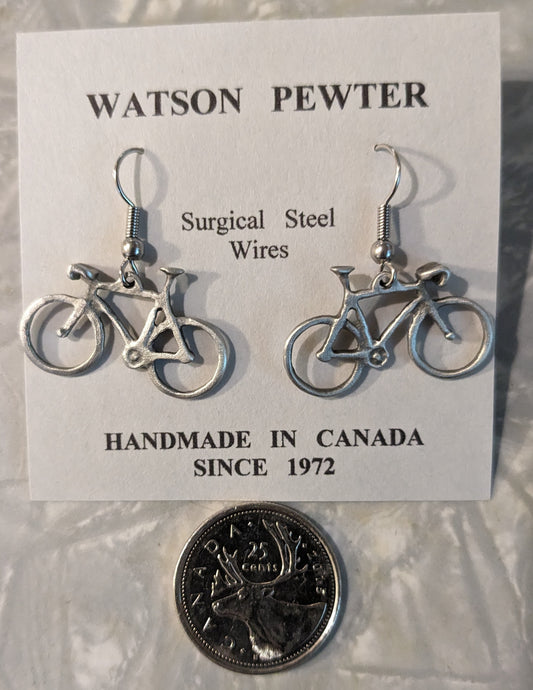 WATSON PEWTER
Surgical Steel
Wires
HANDMADE IN CANADA
SINCE 1972
CANADA
25
cents